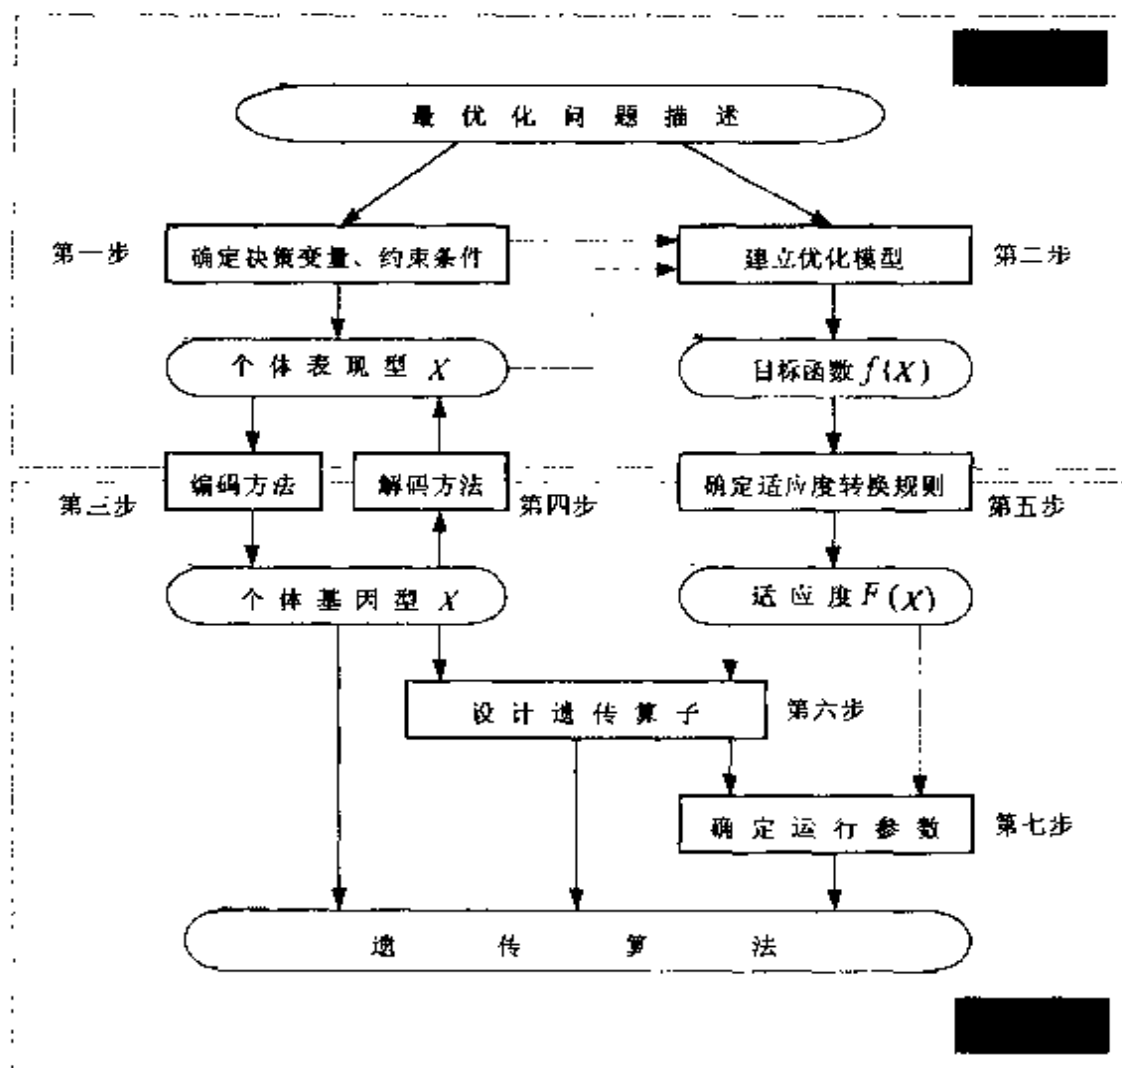 最优化问题描述
第一步
确定决策变量、约束条件
建立优化模型
第二步
个体表现型 X
目标函数 f(X)
编码方法
解码方法
确定适应度转换规则
第三步
第四步
第五步
个体基因型 X
适应度 F(X)
设计遗传算子
第六步
确定运行参数
第七步
遗传算法